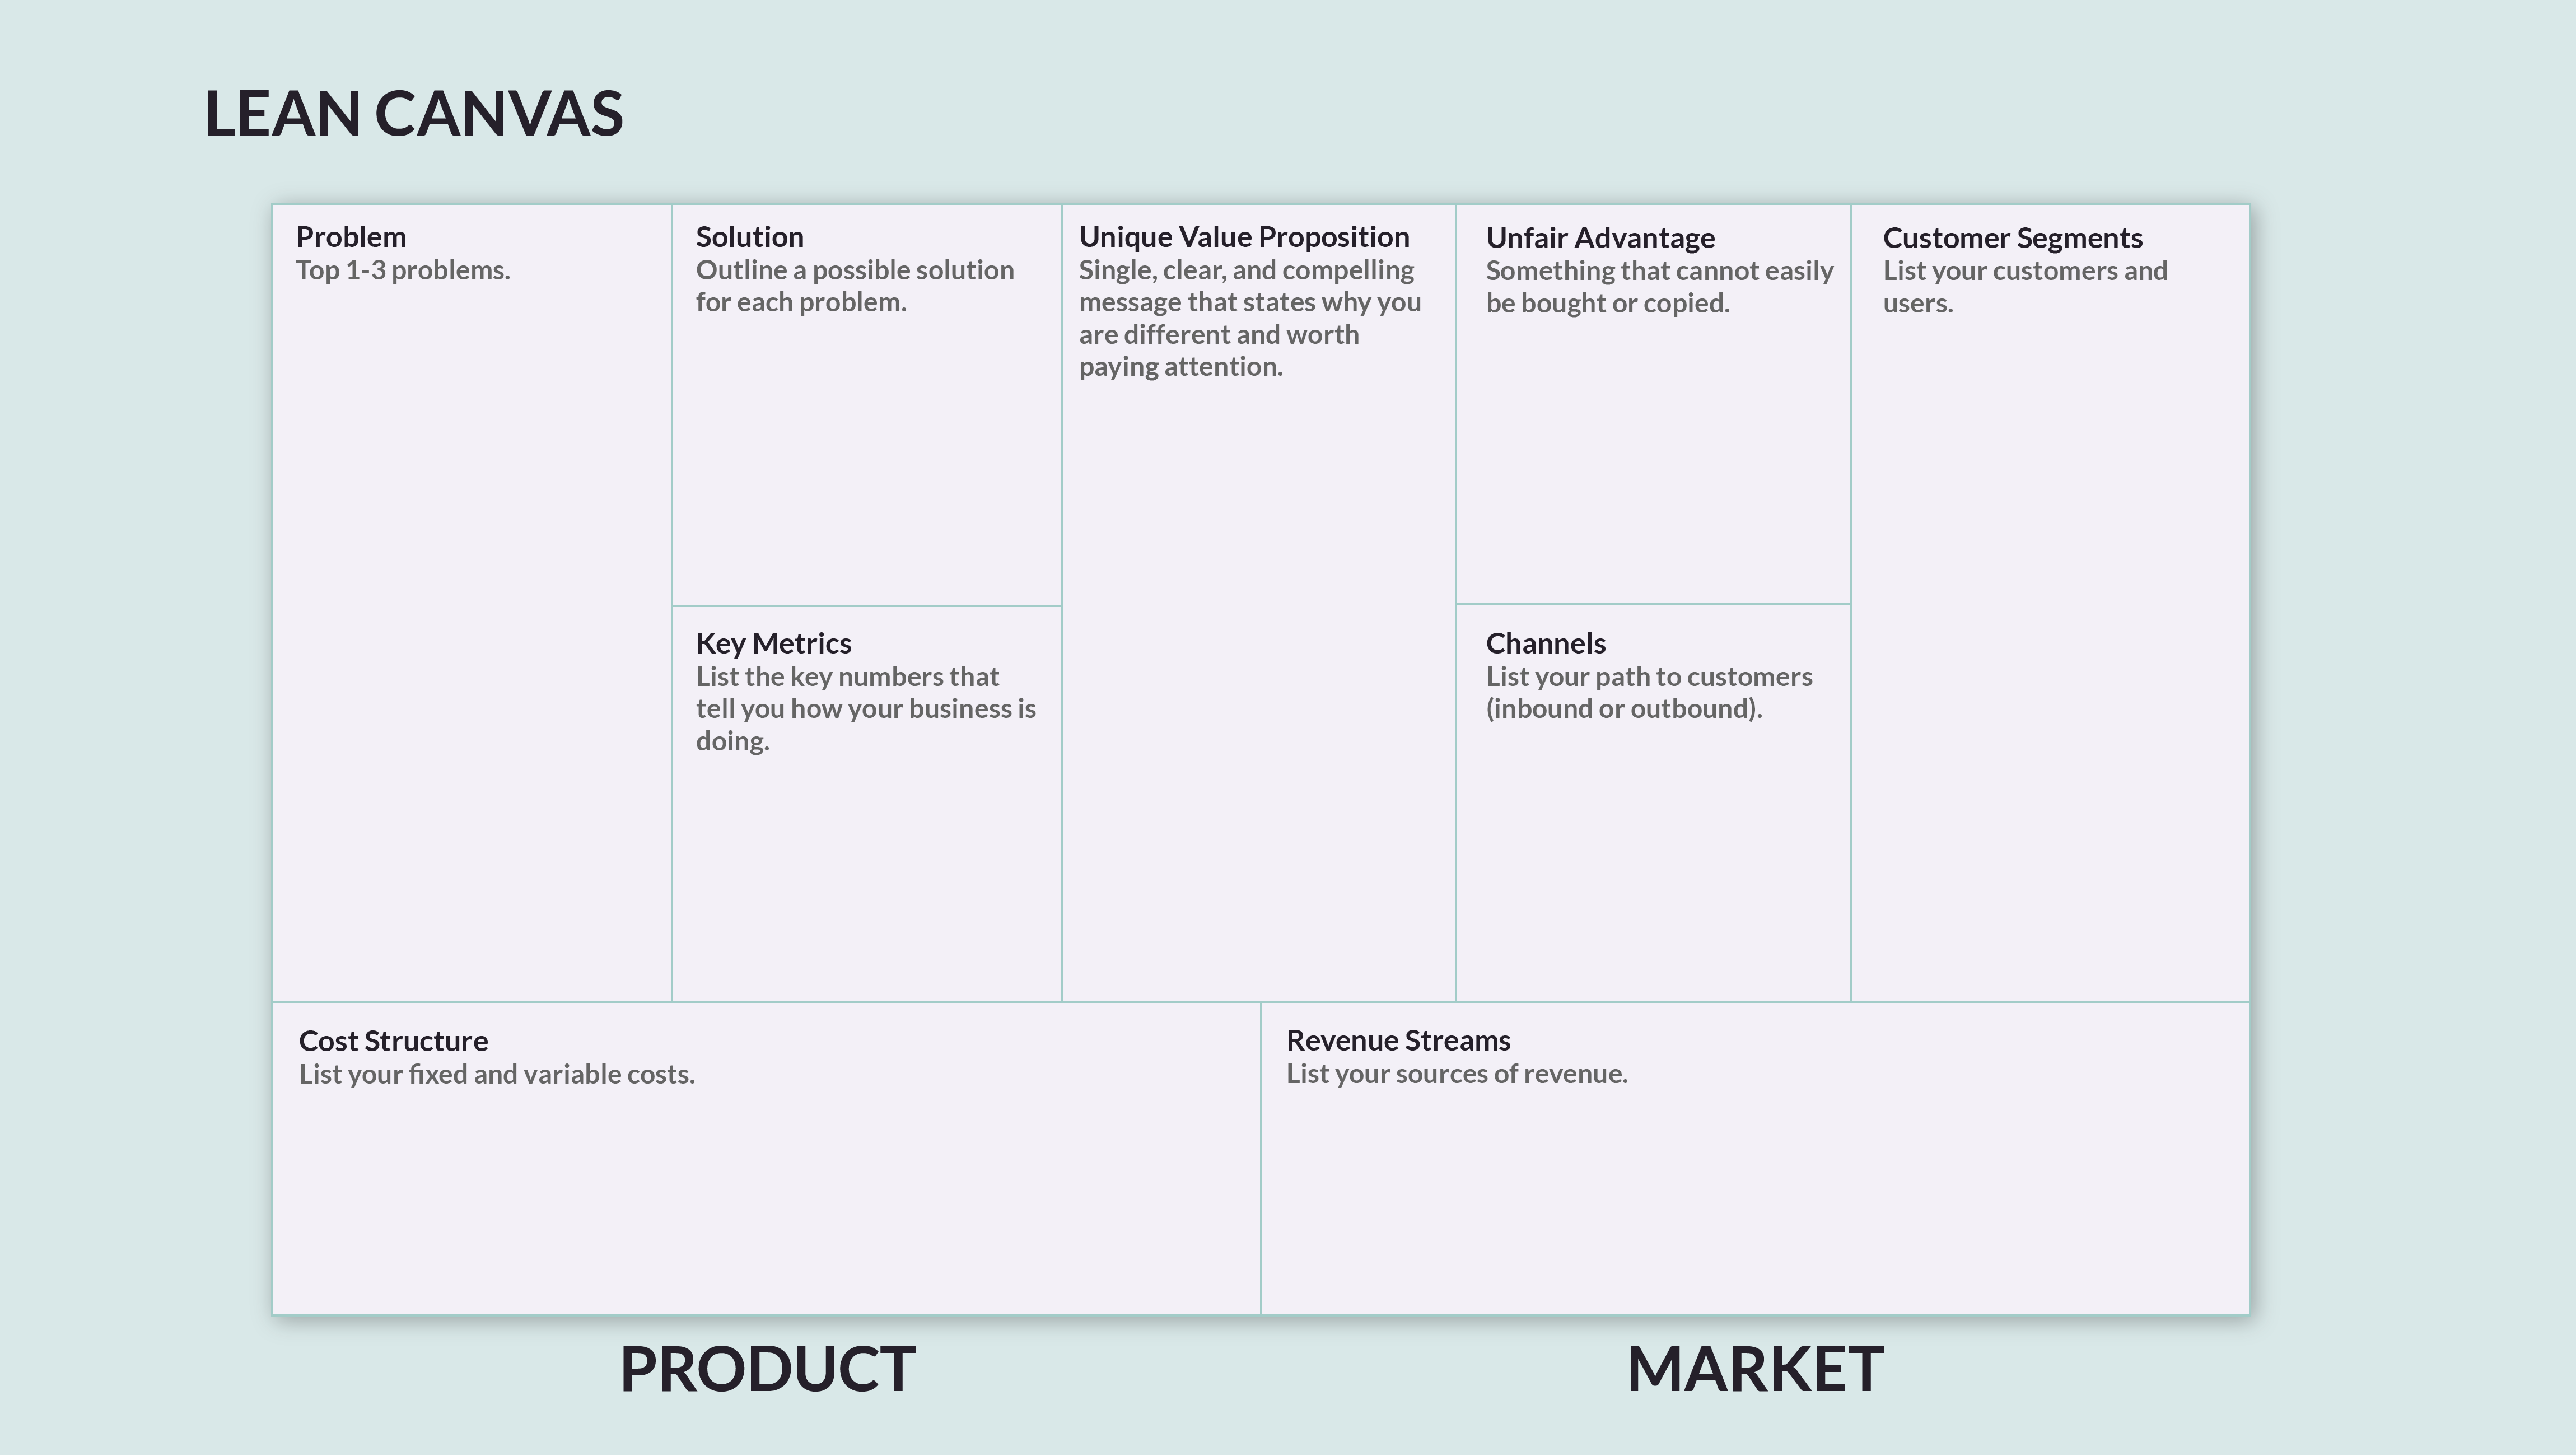 LEAN CANVAS
Problem
Top 1-3 problems.
Solution
Outline a possible solution
for each problem.
Key Metrics
List the key numbers that
tell you how your business is
doing.
Unique Value Proposition
Single, clear, and compelling
message that states why you
are different and worth
paying attention.
Unfair Advantage
Something that cannot easily
be bought or copied.
Channels
List your path to customers
(inbound or outbound).
Customer Segments
List your customers and
users.
Cost Structure
List your fixed and variable costs.
Revenue Streams
List your sources of revenue.
PRODUCT
MARKET